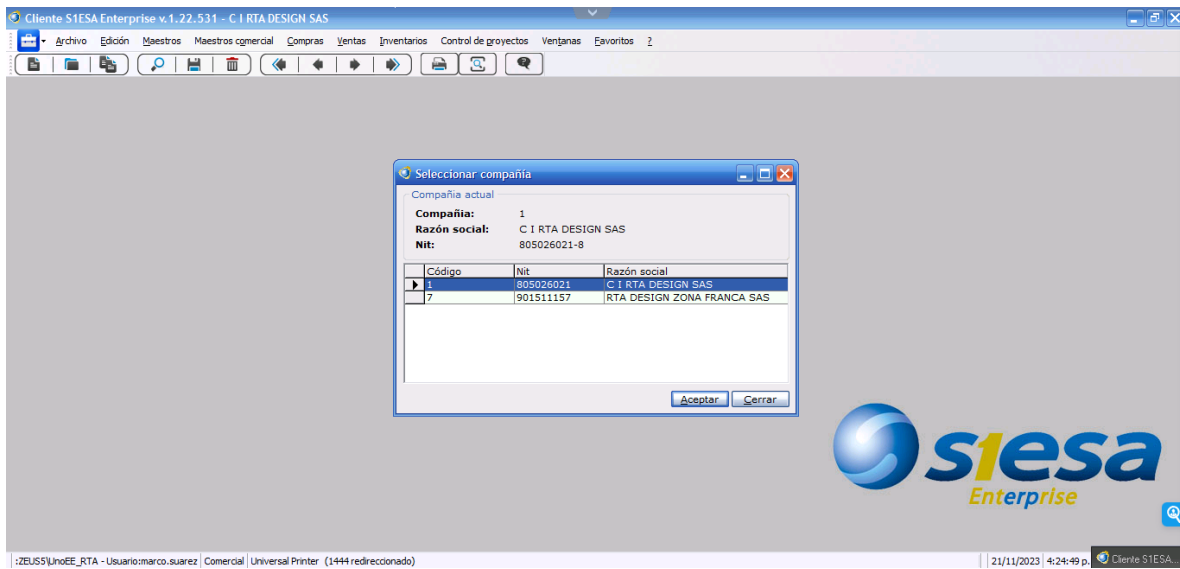 Cliente S1ESA Enterprise v.1.22.531 - C I RTA DESIGN SAS
Archivo Edición Maestros Maestros comercial Compras Ventas Inventarios Control de proyectos Ventanas Favoritos ?
Seleccionar compañia
Compañia actual
Compañia: 1
Razón social: C I RTA DESIGN SAS
Nit: 805026021-8
Código Nit Razón social
1 805026021 C I RTA DESIGN SAS
7 901511157 RTA DESIGN ZONA FRANCA SAS
Aceptar Cerrar
s1esa
Enterprise
:ZEUS5\UnoEE_RTA - Usuario:marco.suarez Comercial Universal Printer (1444 redireccionado) 21/11/2023 4:24:49 p. Cliente S1ESA...